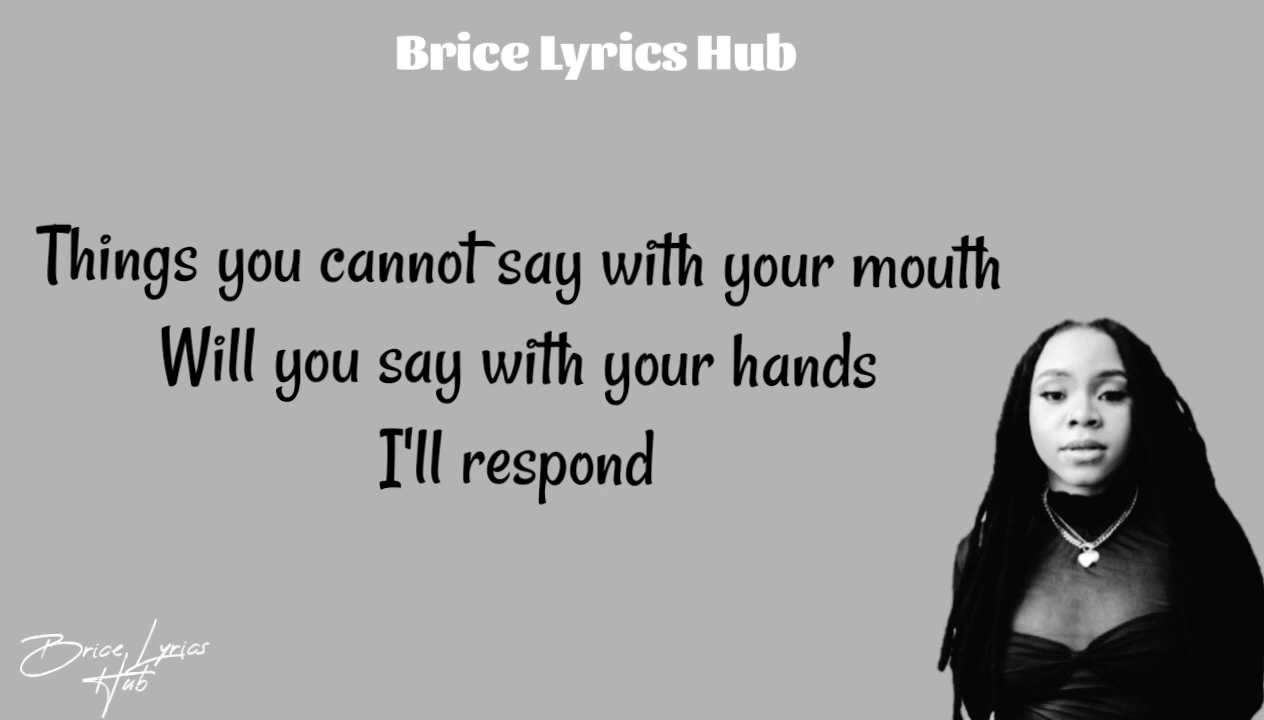 Brice Lyrics Hub
Things you cannot say with your mouth
Will you say with your hands
I'll respond
Brice Lyrics
Hub